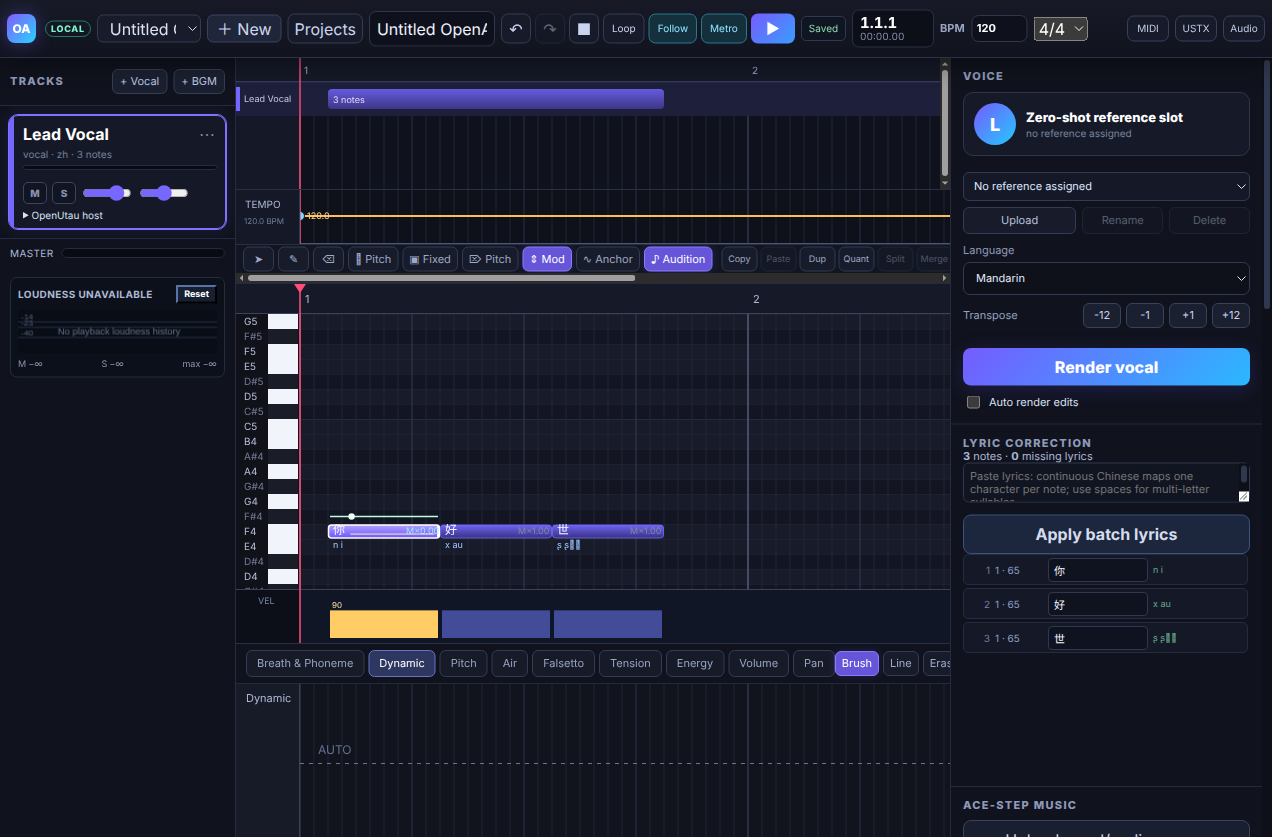 OA LOCAL Untitled ( + New Projects Untitled OpenA Loop Follow Metro Saved 1.1.1 00:00.00 BPM 120 4/4 MIDI USTX Audio
TRACKS + Vocal + BGM
Lead Vocal
vocal · zh · 3 notes
M S
OpenUtau host
MASTER
LOUDNESS UNAVAILABLE Reset
-14
-23
-40
No playback loudness history
M −∞ S −∞ max −∞
1 2
Lead Vocal 3 notes
TEMPO
120.0 BPM 120.0
Pitch Fixed Pitch Mod Anchor Audition Copy Paste Dup Quant Split Merge
1 2
G5
F#5
F5
E5
D#5
D5
C#5
C5
B4
A#4
A4
G#4
G4
F#4
F4 你 M×0.00 好 M×1.00 世 M×1.00
E4 n i x au
D#4
D4
VEL 90
Breath & Phoneme Dynamic Pitch Air Falsetto Tension Energy Volume Pan Brush Line Eras
Dynamic
AUTO
VOICE
L Zero-shot reference slot
no reference assigned
No reference assigned
Upload Rename Delete
Language
Mandarin
Transpose -12 -1 +1 +12
Render vocal
Auto render edits
LYRIC CORRECTION
3 notes · 0 missing lyrics
Paste lyrics: continuous Chinese maps one
character per note; use spaces for multi-letter
Apply batch lyrics
1 1 · 65 你 n i
2 1 · 65 好 x au
3 1 · 65 世
ACE-STEP MUSIC